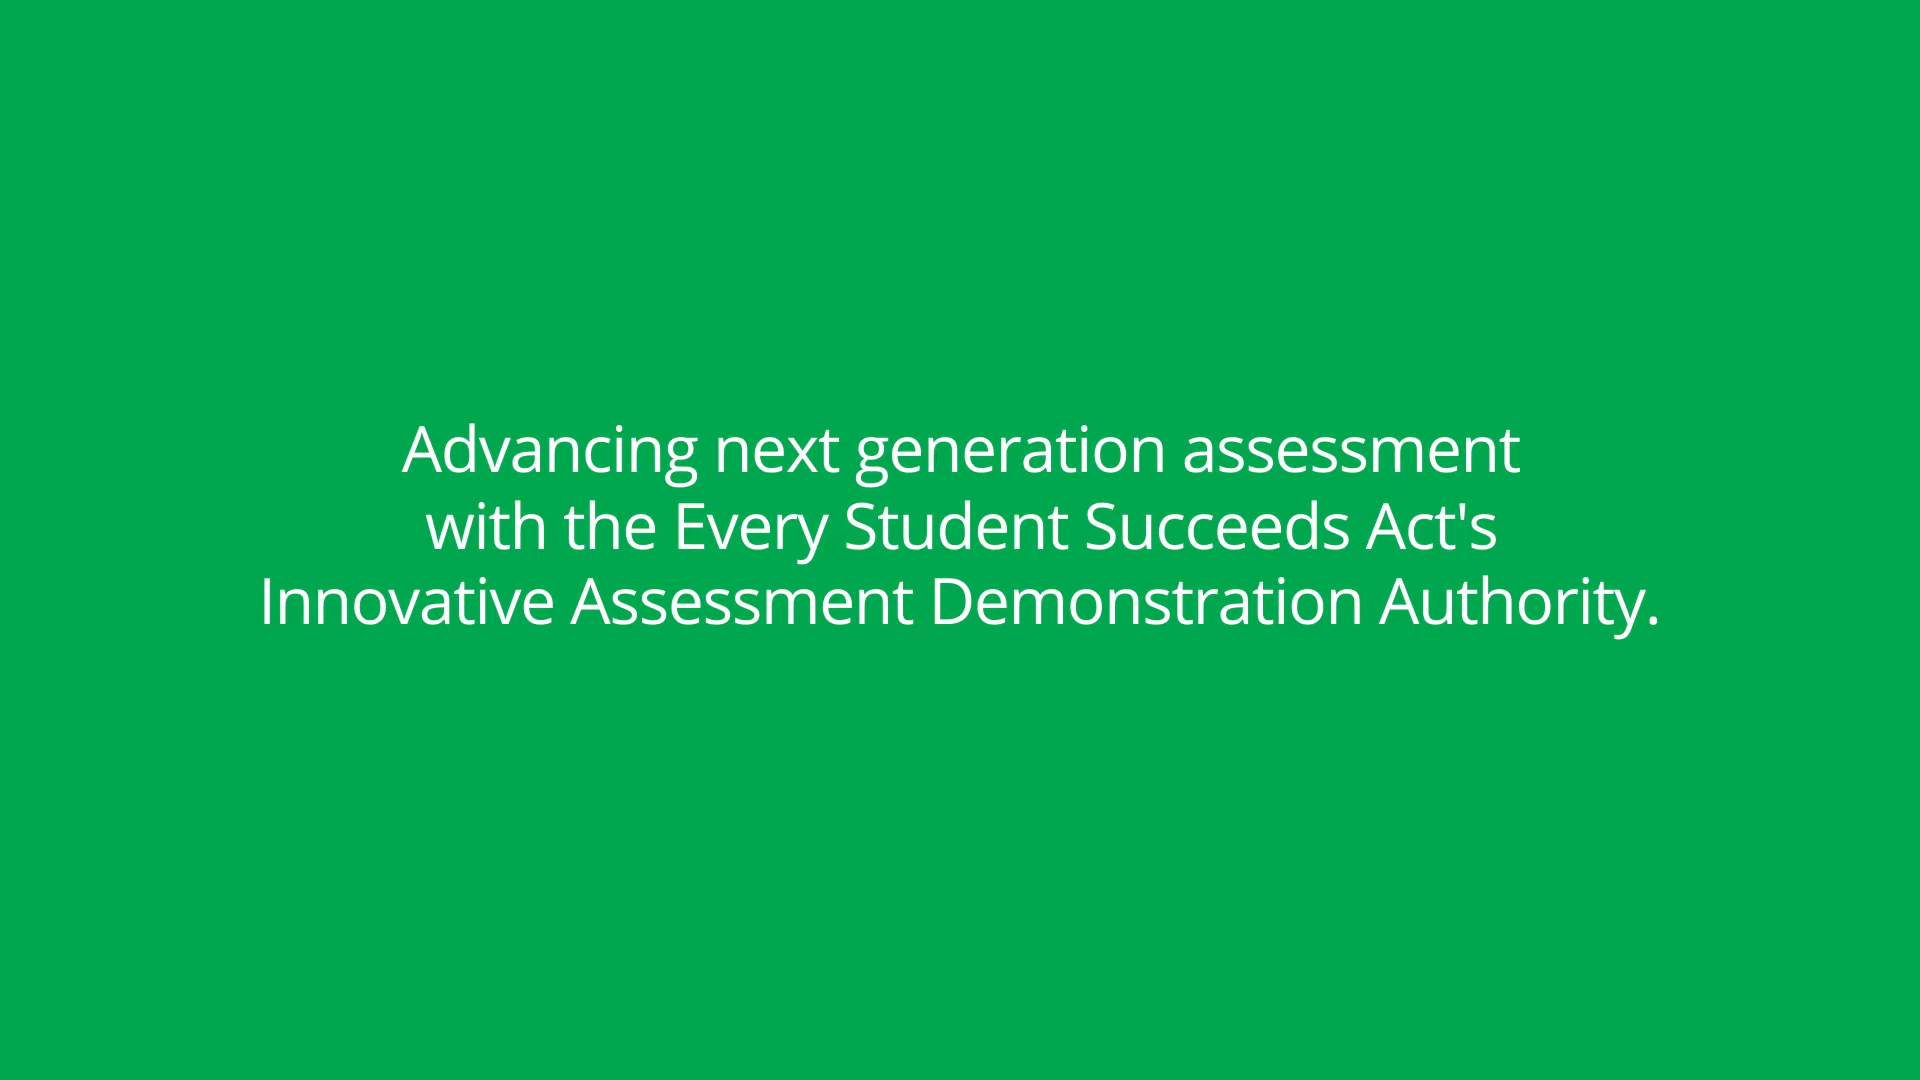 Advancing next generation assessment
with the Every Student Succeeds Act's
Innovative Assessment Demonstration Authority.